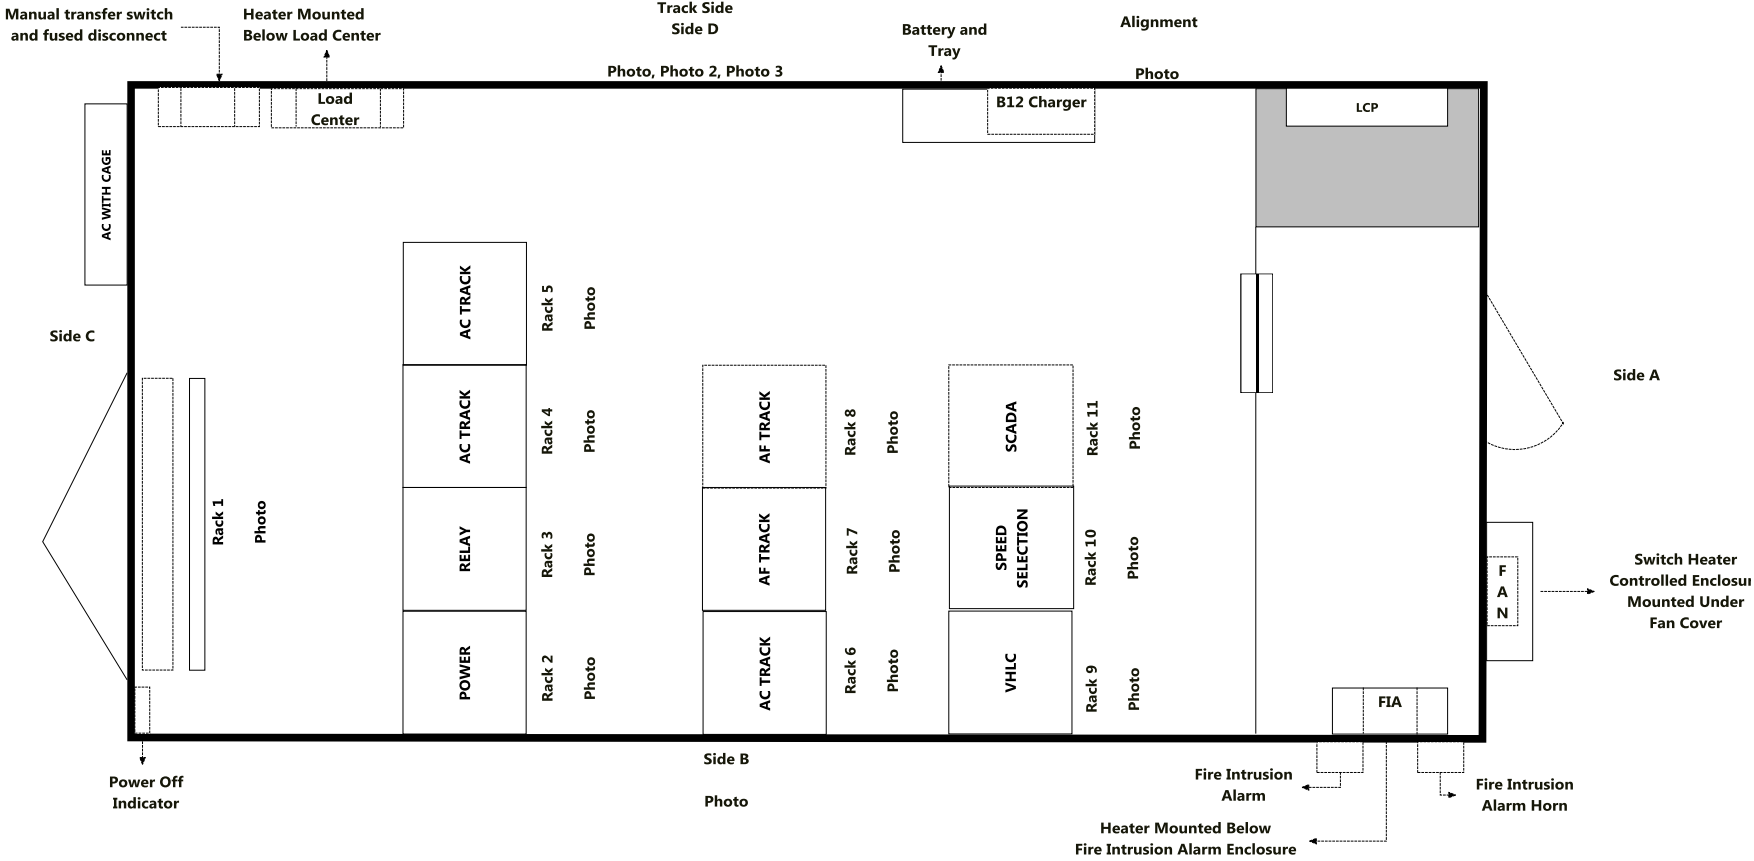 Manual transfer switch
and fused disconnect
Heater Mounted
Below Load Center
Track Side
Side D
Photo, Photo 2, Photo 3
Battery and
Tray
Alignment
Photo
Load
Center
B12 Charger
LCP
AC WITH CAGE
Side C
AC TRACK
Rack 5
Photo
AC TRACK
Rack 4
Photo
AF TRACK
Rack 8
Photo
SCADA
Rack 11
Photo
Side A
Rack 1
Photo
RELAY
Rack 3
Photo
AF TRACK
Rack 7
Photo
SPEED
SELECTION
Rack 10
Photo
F
A
N
Switch Heater
Controlled Enclosur
Mounted Under
Fan Cover
POWER
Rack 2
Photo
AC TRACK
Rack 6
Photo
VHLC
Rack 9
Photo
FIA
Power Off
Indicator
Side B
Photo
Fire Intrusion
Alarm
Fire Intrusion
Alarm Horn
Heater Mounted Below
Fire Intrusion Alarm Enclosure